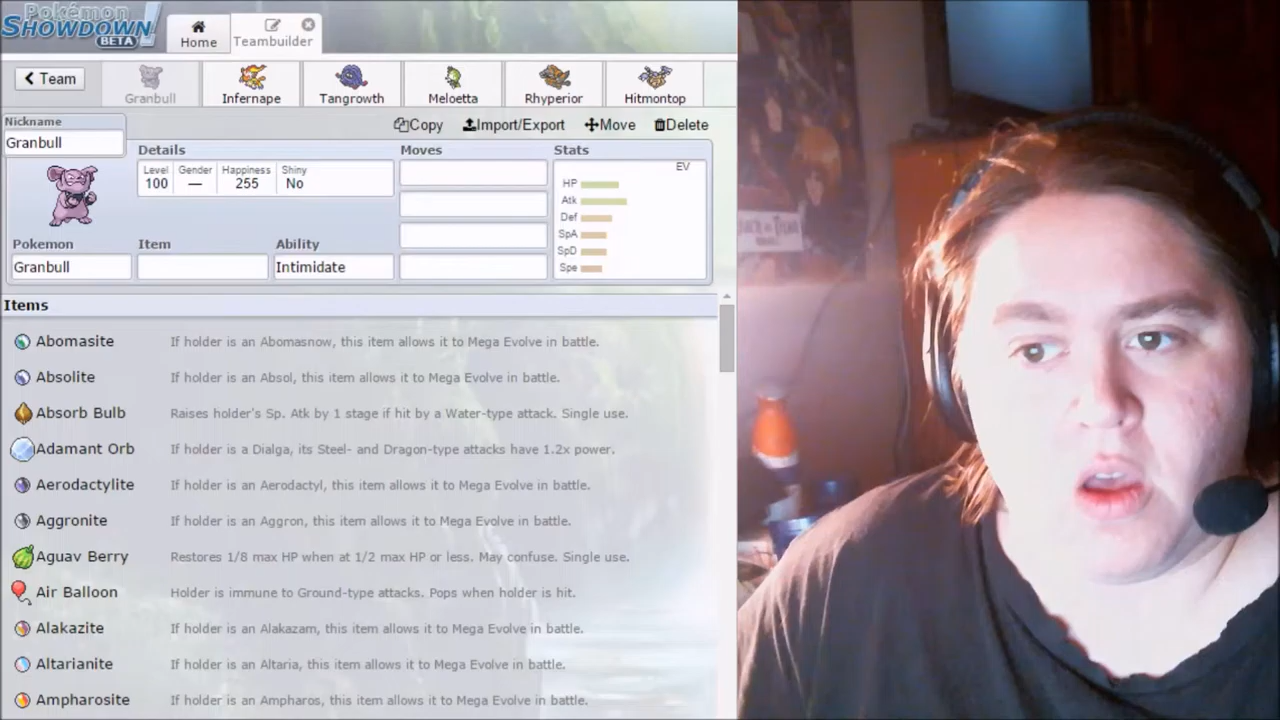 Pokémon
SHOWDOWN!
BETA
Home
Teambuilder
Team
Granbull
Infernape
Tangrowth
Meloetta
Rhyperior
Hitmontop
Copy
Import/Export
Move
Delete
Nickname
Granbull
Details
Level
100
Gender
—
Happiness
255
Shiny
No
Moves
Stats
EV
HP
Atk
Def
SpA
SpD
Spe
Pokemon
Granbull
Item
Ability
Intimidate
Items
Abomasite If holder is an Abomasnow, this item allows it to Mega Evolve in battle.
Absolite If holder is an Absol, this item allows it to Mega Evolve in battle.
Absorb Bulb Raises holder's Sp. Atk by 1 stage if hit by a Water-type attack. Single use.
Adamant Orb If holder is a Dialga, its Steel- and Dragon-type attacks have 1.2x power.
Aerodactylite If holder is an Aerodactyl, this item allows it to Mega Evolve in battle.
Aggronite If holder is an Aggron, this item allows it to Mega Evolve in battle.
Aguav Berry Restores 1/8 max HP when at 1/2 max HP or less. May confuse. Single use.
Air Balloon Holder is immune to Ground-type attacks. Pops when holder is hit.
Alakazite If holder is an Alakazam, this item allows it to Mega Evolve in battle.
Altarianite If holder is an Altaria, this item allows it to Mega Evolve in battle.
Ampharosite If holder is an Ampharos, this item allows it to Mega Evolve in battle.